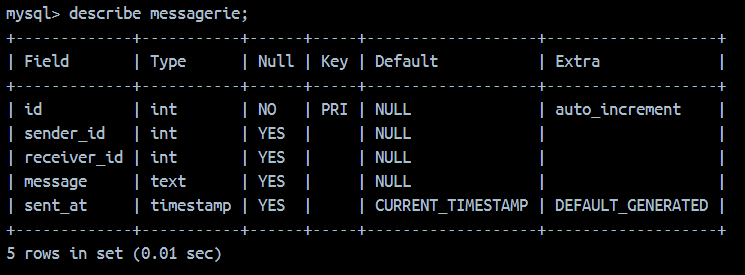 mysql> describe messagerie;
+-------------+-----------+------+-----+-------------------+-------------------+
| Field       | Type      | Null | Key | Default           | Extra             |
+-------------+-----------+------+-----+-------------------+-------------------+
| id          | int       | NO   | PRI | NULL              | auto_increment    |
| sender_id   | int       | YES  |     | NULL              |                   |
| receiver_id | int       | YES  |     | NULL              |                   |
| message     | text      | YES  |     | NULL              |                   |
| sent_at     | timestamp | YES  |     | CURRENT_TIMESTAMP | DEFAULT_GENERATED |
+-------------+-----------+------+-----+-------------------+-------------------+
5 rows in set (0.01 sec)